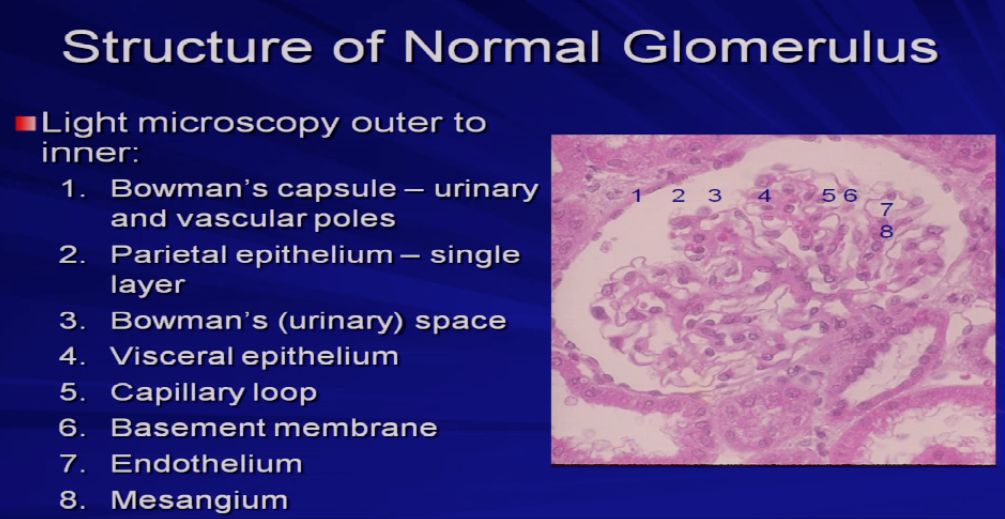 Structure of Normal Glomerulus
Light microscopy outer to
inner:
1. Bowman's capsule – urinary
and vascular poles
2. Parietal epithelium – single
layer
3. Bowman's (urinary) space
4. Visceral epithelium
5. Capillary loop
6. Basement membrane
7. Endothelium
8. Mesangium
1 2 3 4 5 6
7
8